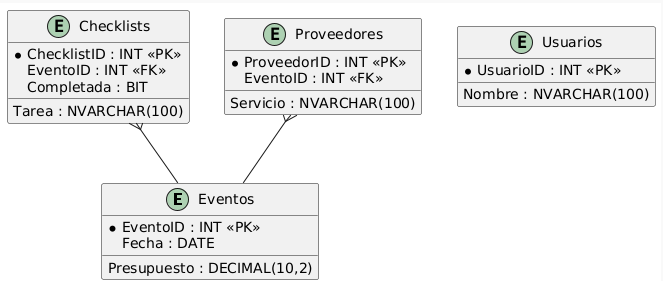 E Checklists
* ChecklistID : INT «PK»
EventoID : INT «FK»
Completada : BIT
Tarea : NVARCHAR(100)
E Proveedores
* ProveedorID : INT «PK»
EventoID : INT «FK»
Servicio : NVARCHAR(100)
E Usuarios
* UsuarioID : INT «PK»
Nombre : NVARCHAR(100)
E Eventos
* EventoID : INT «PK»
Fecha : DATE
Presupuesto : DECIMAL(10,2)